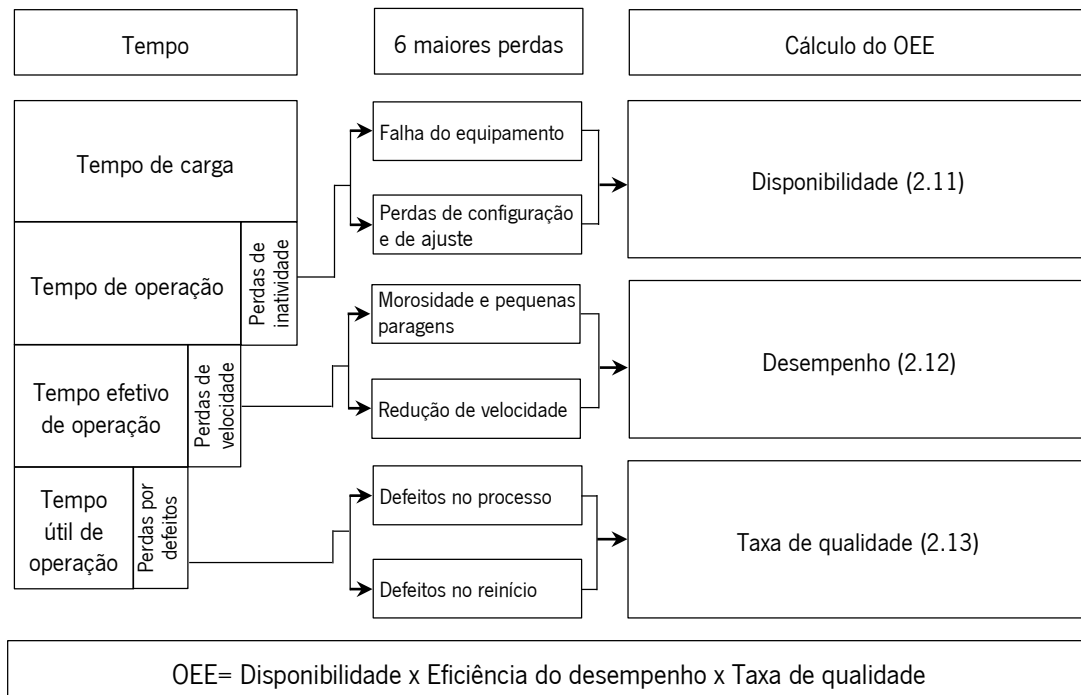 Tempo
6 maiores perdas
Cálculo do OEE
Tempo de carga
Falha do equipamento
Perdas de configuração
e de ajuste
Disponibilidade (2.11)
Tempo de operação
Perdas de
inatividade
Morosidade e pequenas
paragens
Redução de velocidade
Desempenho (2.12)
Tempo efetivo
de operação
Perdas de
velocidade
Tempo
útil de
operação
Perdas por
defeitos
Defeitos no processo
Defeitos no reinício
Taxa de qualidade (2.13)
OEE= Disponibilidade x Eficiência do desempenho x Taxa de qualidade